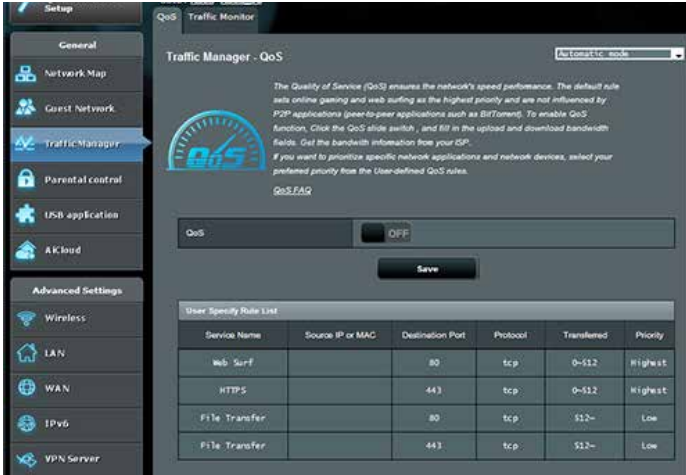 Setup
QoS
Traffic Monitor
General
Network Map
Guest Network
Traffic Manager
Parental control
USB application
AiCloud
Advanced Settings
Wireless
LAN
WAN
IPv6
VPN Server
Traffic Manager - QoS
Automatic mode
The Quality of Service (QoS) ensures the network's speed performance. The default rule
sets online gaming and web surfing as the highest priority and are not influenced by
P2P applications (peer-to-peer applications such as BitTorrent). To enable QoS
function, Click the QoS slide switch , and fill in the upload and download bandwidth
fields. Get the bandwith information from your ISP..
If you want to prioritize specific network applications and network devices, select your
preferred priority from the User-defined QoS rules.
QoS FAQ
QoS
QoS
OFF
Save
User Specify Rule List
Service Name Source IP or MAC Destination Port Protocol Transferred Priority
Web Surf 80 tcp 0~512 Highest
HTTPS 443 tcp 0~512 Highest
File Transfer 80 tcp 512~ Low
File Transfer 443 tcp 512~ Low